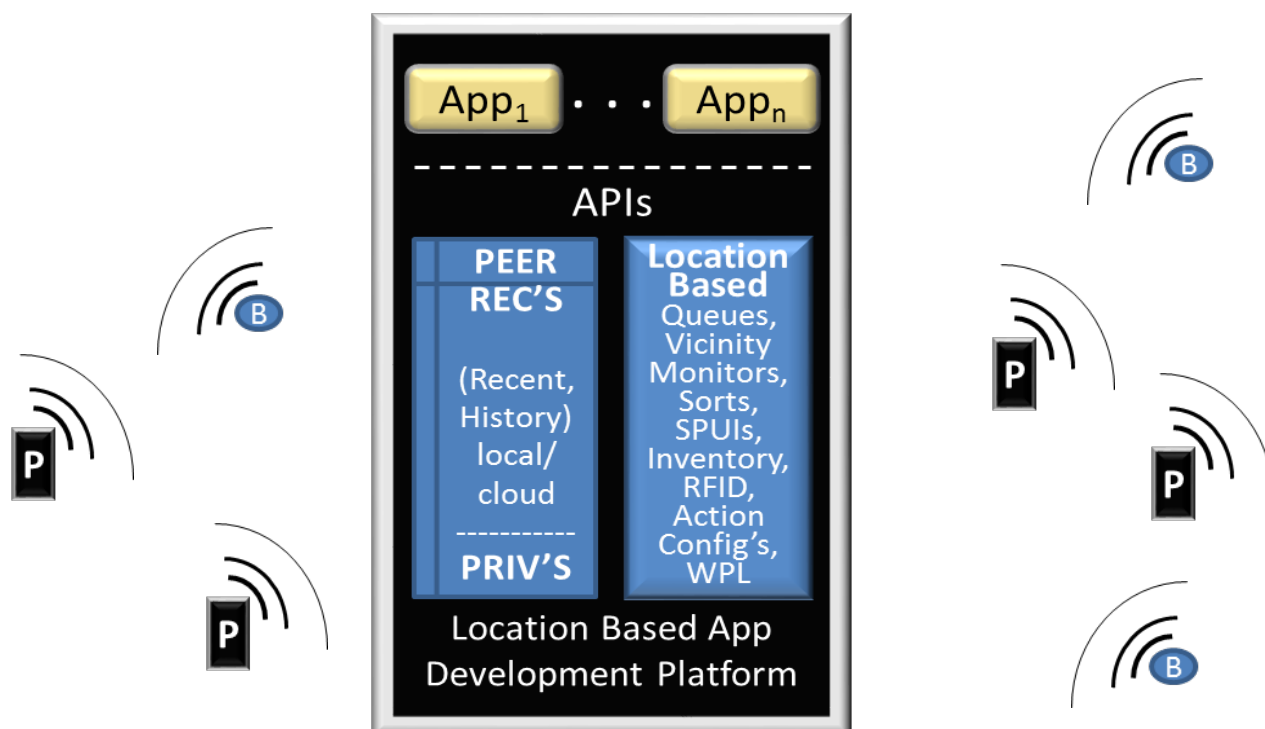 App₁ . . . Appₙ
APIs
PEER
REC’S
(Recent,
History)
local/
cloud
-----------
PRIV’S
Location
Based
Queues,
Vicinity
Monitors,
Sorts,
SPUIs,
Inventory,
RFID,
Action
Config’s,
WPL
Location Based App
Development Platform
B
P
P
B
P
P
B